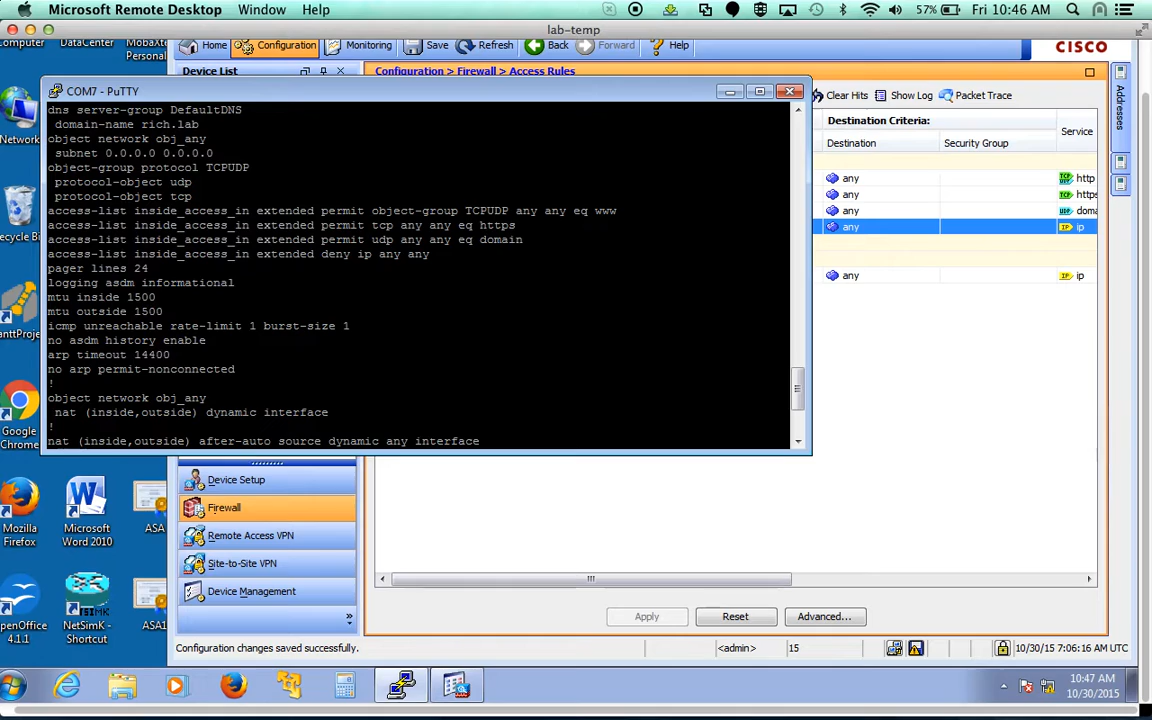 Microsoft Remote Desktop Window Help 57% Fri 10:46 AM
lab-temp
Computer DataCenter MobaXte
Personal
Home Configuration Monitoring Save Refresh Back Forward Help CISCO
Device List Configuration > Firewall > Access Rules
COM7 - PuTTY
Clear Hits Show Log Packet Trace
Addresses
Destination Criteria:
Destination Security Group Service
any http
any https
any doma
any ip
any ip
dns server-group DefaultDNS
domain-name rich.lab
object network obj_any
subnet 0.0.0.0 0.0.0.0
object-group protocol TCPUDP
protocol-object udp
protocol-object tcp
access-list inside_access_in extended permit object-group TCPUDP any any eq www
access-list inside_access_in extended permit tcp any any eq https
access-list inside_access_in extended permit udp any any eq domain
access-list inside_access_in extended deny ip any any
pager lines 24
logging asdm informational
mtu inside 1500
mtu outside 1500
icmp unreachable rate-limit 1 burst-size 1
no asdm history enable
arp timeout 14400
no arp permit-nonconnected
!
object network obj_any
nat (inside,outside) dynamic interface
!
nat (inside,outside) after-auto source dynamic any interface
Network
Recycle Bi
anttProje
Google
Chrome
Mozilla
Firefox
Microsoft
Word 2010
ASA
OpenOffice
4.1.1
NetSimK -
Shortcut
ASA1
Device Setup
Firewall
Remote Access VPN
Site-to-Site VPN
Device Management
Apply Reset Advanced...
Configuration changes saved successfully. <admin> 15 10/30/15 7:06:16 AM UTC
10:47 AM
10/30/2015